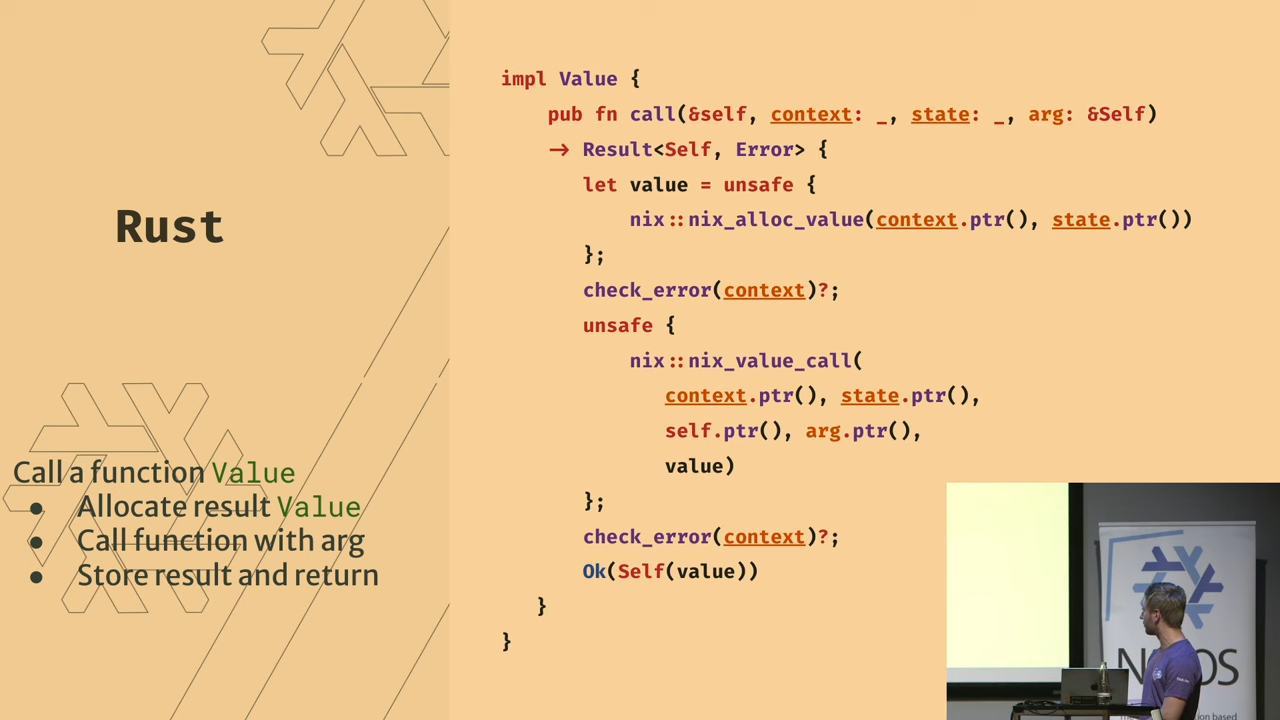 Rust
Call a function Value
● Allocate result Value
● Call function with arg
● Store result and return
impl Value {
    pub fn call(&self, context: _, state: _, arg: &Self)
    → Result<Self, Error> {
        let value = unsafe {
            nix::nix_alloc_value(context.ptr(), state.ptr())
        };
        check_error(context)?;
        unsafe {
            nix::nix_value_call(
                context.ptr(), state.ptr(),
                self.ptr(), arg.ptr(),
                value)
        };
        check_error(context)?;
        Ok(Self(value))
    }
}